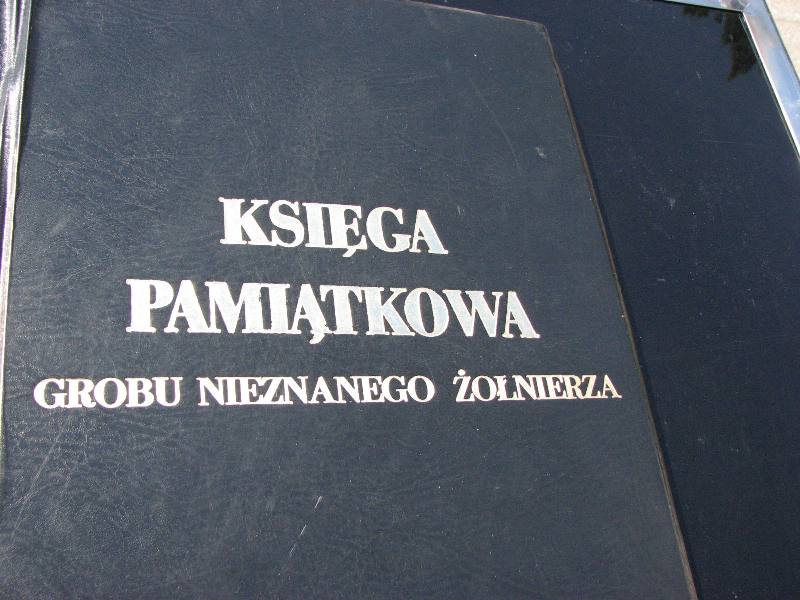 KSIĘGA
PAMIĄTKOWA
GROBU NIEZNANEGO ŻOŁNIERZA